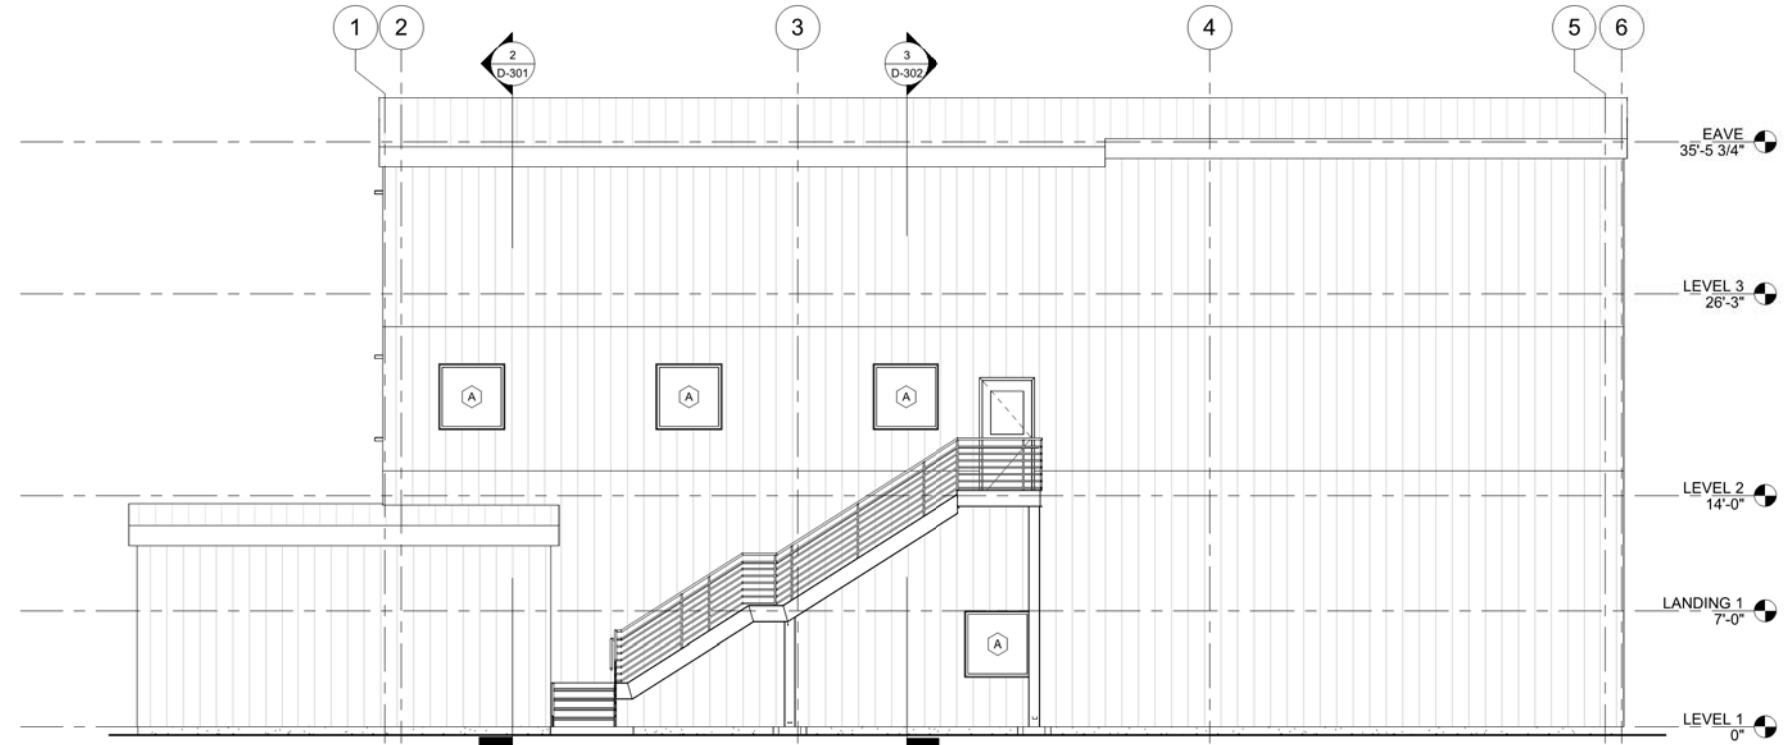 1
2
3
4
5
6
2
D-301
3
D-302
EAVE
35'-5 3/4"
LEVEL 3
26'-3"
A
A
A
LEVEL 2
14'-0"
LANDING 1
7'-0"
A
LEVEL 1
0"